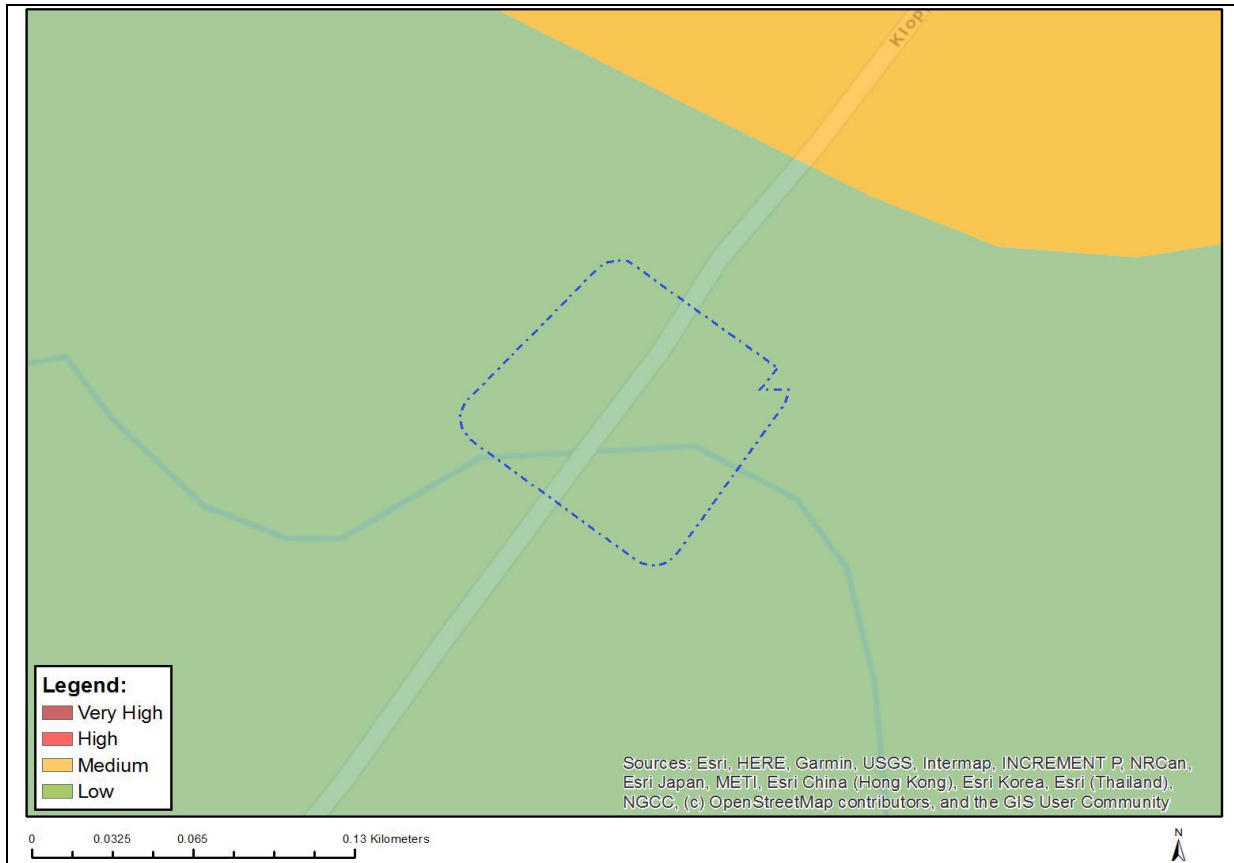 Klop
Legend:
Very High
High
Medium
Low
Sources: Esri, HERE, Garmin, USGS, Intermap, INCREMENT P, NRCan,
Esri Japan, METI, Esri China (Hong Kong), Esri Korea, Esri (Thailand),
NGCC, (c) OpenStreetMap contributors, and the GIS User Community
0 0.0325 0.065 0.13 Kilometers
N